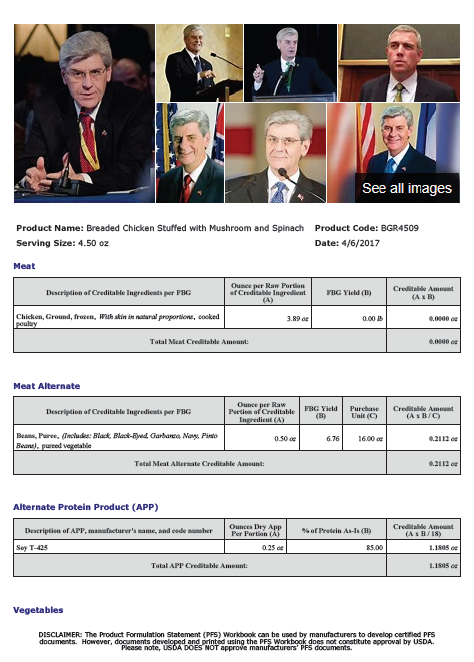 See all images
Product Name: Breaded Chicken Stuffed with Mushroom and Spinach Product Code: BGR4509
Serving Size: 4.50 oz Date: 4/6/2017
Meat
Description of Creditable Ingredients per FBG
Ounce per Raw Portion
of Creditable Ingredient
(A)
FBG Yield (B)
Creditable Amount
(A x B)
Chicken, Ground, frozen, With skin in natural proportions, cooked
poultry
3.89 oz
0.00 lb
0.0000 oz
Total Meat Creditable Amount:
0.0000 oz
Meat Alternate
Description of Creditable Ingredients per FBG
Ounce per Raw
Portion of Creditable
Ingredient (A)
FBG Yield
(B)
Purchase
Unit (C)
Creditable Amount
(A x B / C)
Beans, Puree, (Includes: Black, Black-Eyed, Garbanzo, Navy, Pinto
Beans), pureed vegetable
0.50 oz
6.76
16.00 oz
0.2112 oz
Total Meat Alternate Creditable Amount:
0.2112 oz
Alternate Protein Product (APP)
Description of APP, manufacturer's name, and code number
Ounces Dry App
Per Portion (A)
% of Protein As-Is (B)
Creditable Amount
(A x B / 18)
Soy T-425
0.25 oz
85.00
1.1805 oz
Total APP Creditable Amount:
1.1805 oz
Vegetables
DISCLAIMER: The Product Formulation Statement (PFS) Workbook can be used by manufacturers to develop certified PFS
documents. However, documents developed and printed using the PFS Workbook does not constitute approval by USDA.
Please note, USDA DOES NOT approve manufacturers' PFS documents.